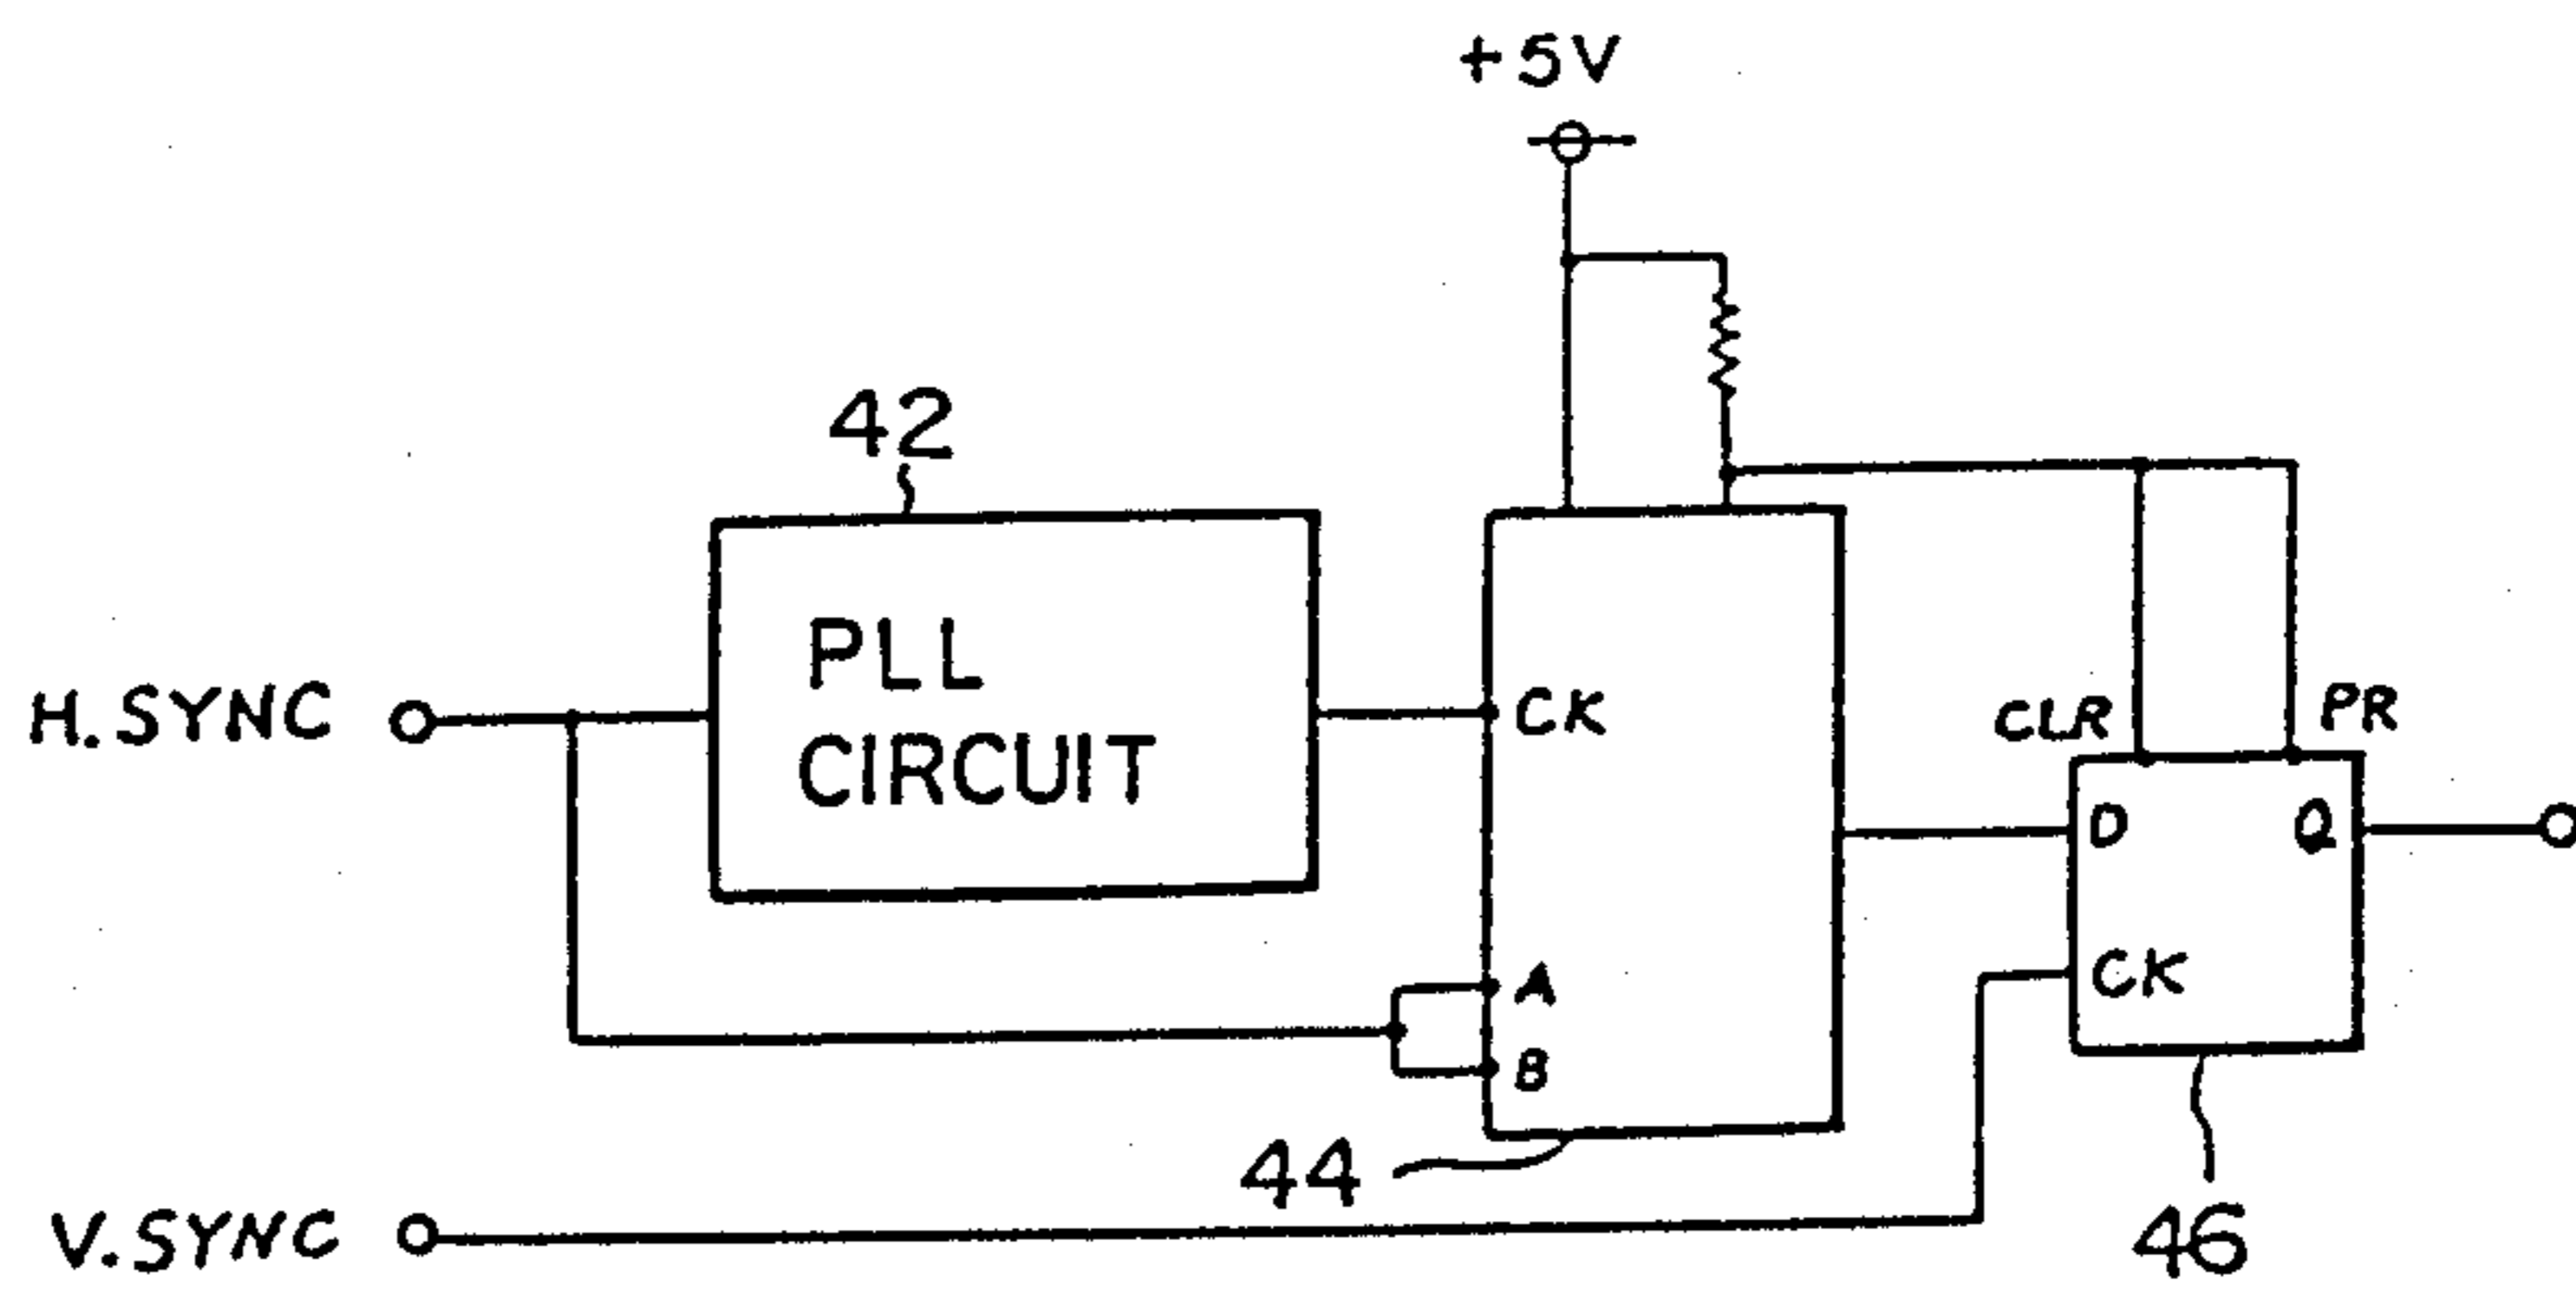 +5V
42
PLL
CIRCUIT
H.SYNC
CK
CLR
PR
D
Q
CK
A
B
44
V.SYNC
46